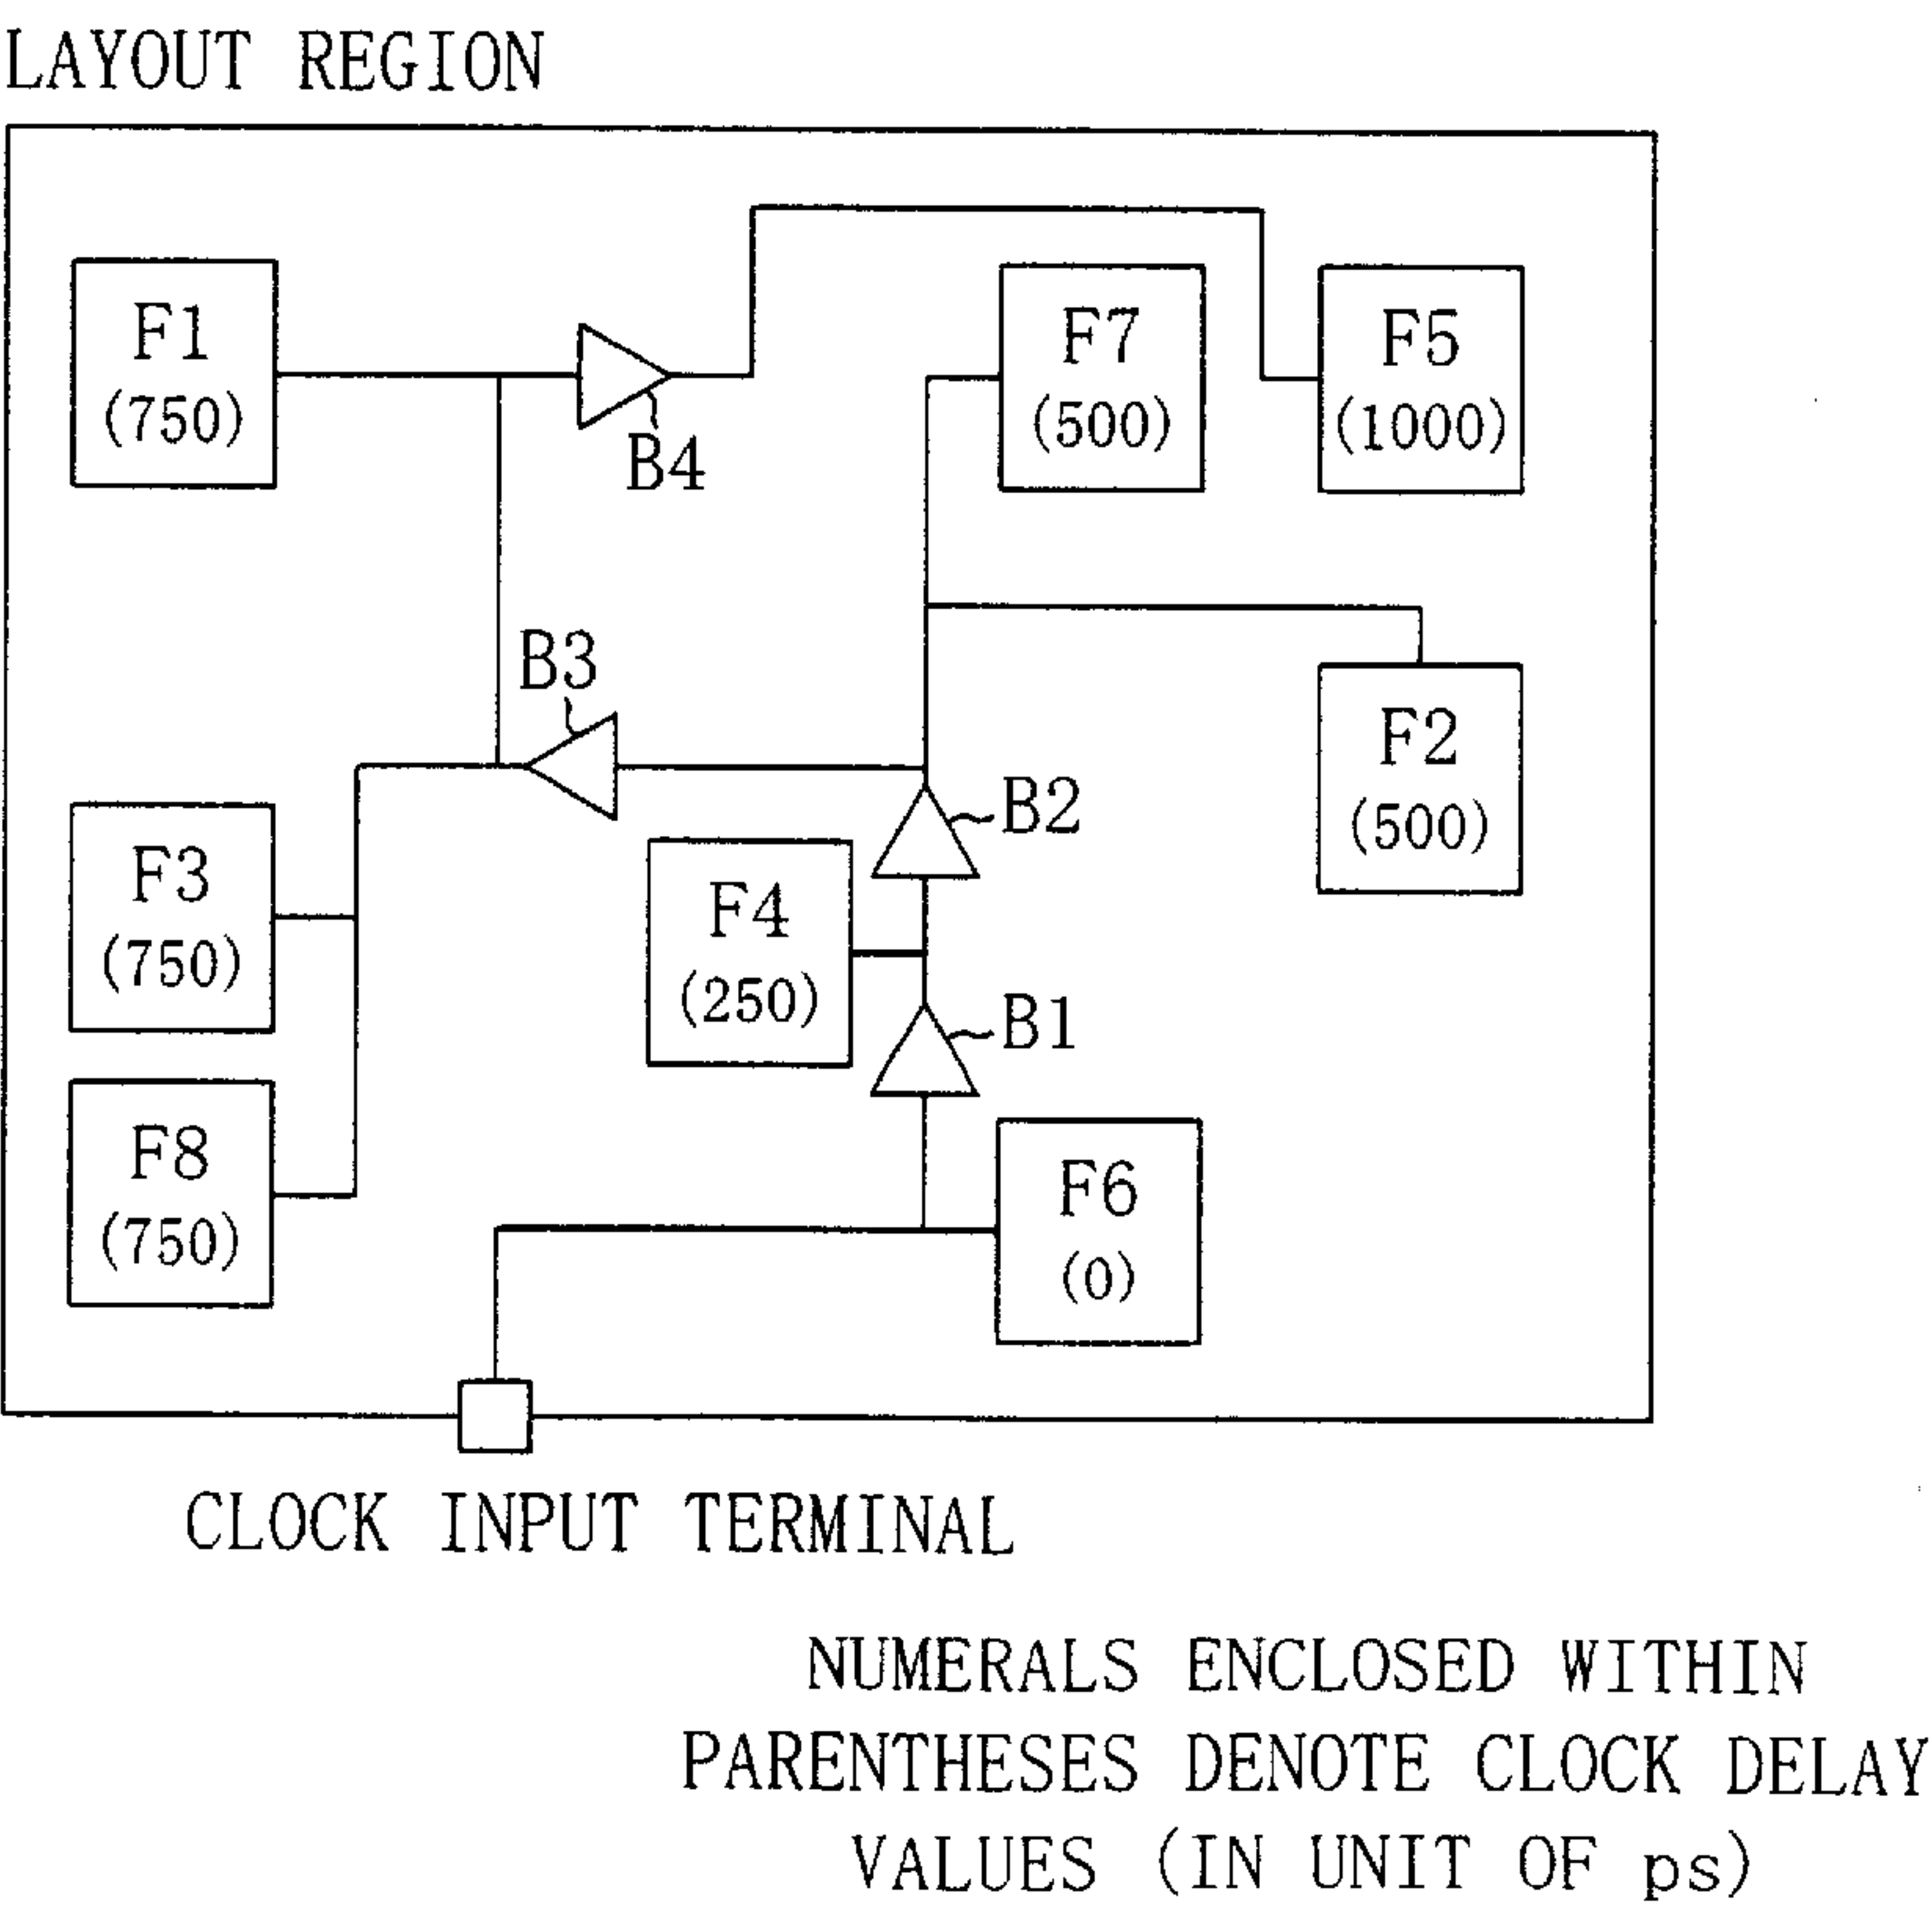 LAYOUT REGION
F1
(750)
B4
F7
(500)
F5
(1000)
B3
F2
(500)
B2
F3
(750)
F4
(250)
B1
F8
(750)
F6
(0)
CLOCK INPUT TERMINAL
NUMERALS ENCLOSED WITHIN
PARENTHESES DENOTE CLOCK DELAY
VALUES (IN UNIT OF ps)